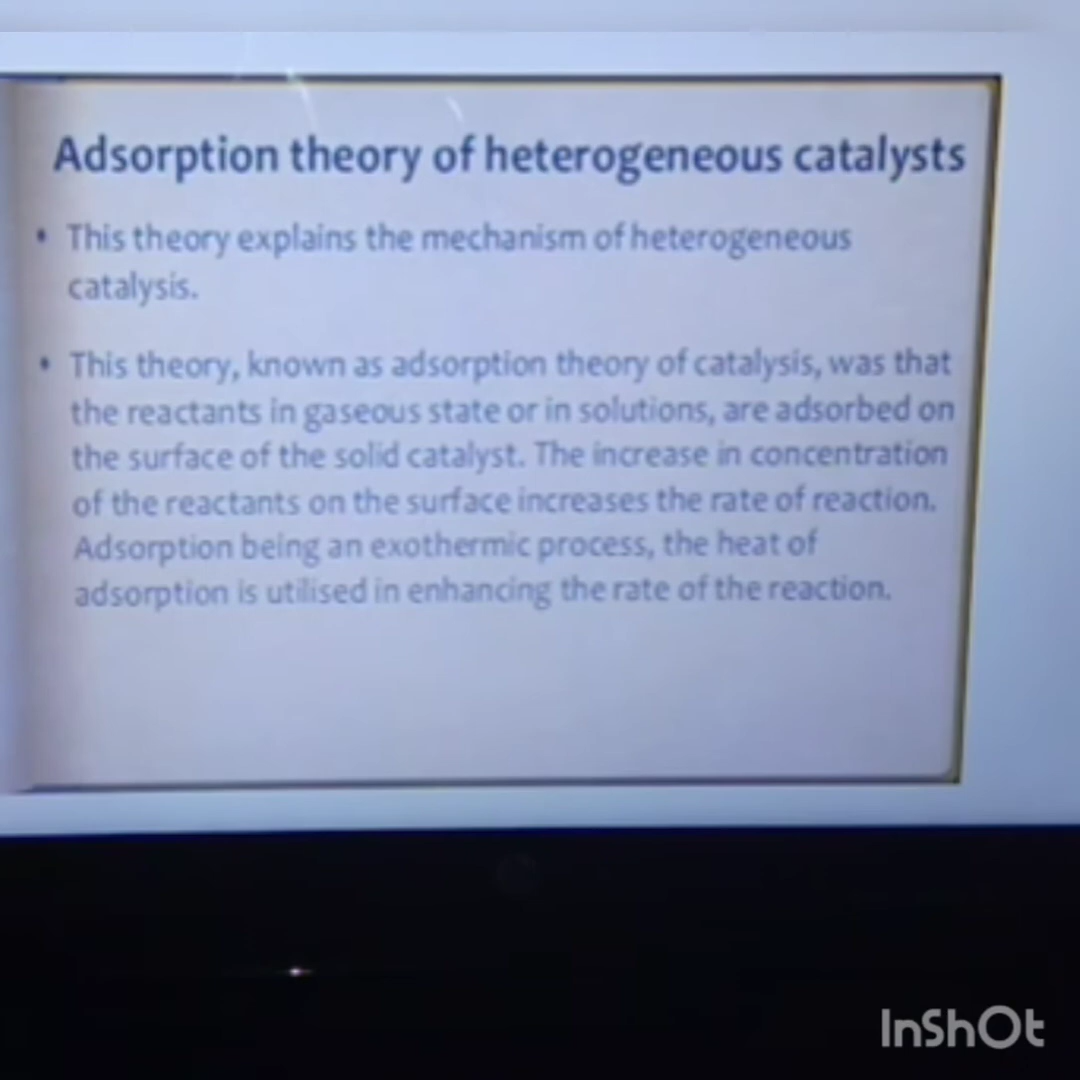 Adsorption theory of heterogeneous catalysts
• This theory explains the mechanism of heterogeneous
catalysis.
• This theory, known as adsorption theory of catalysis, was that
the reactants in gaseous state or in solutions, are adsorbed on
the surface of the solid catalyst. The increase in concentration
of the reactants on the surface increases the rate of reaction.
Adsorption being an exothermic process, the heat of
adsorption is utilised in enhancing the rate of the reaction.
InShOt